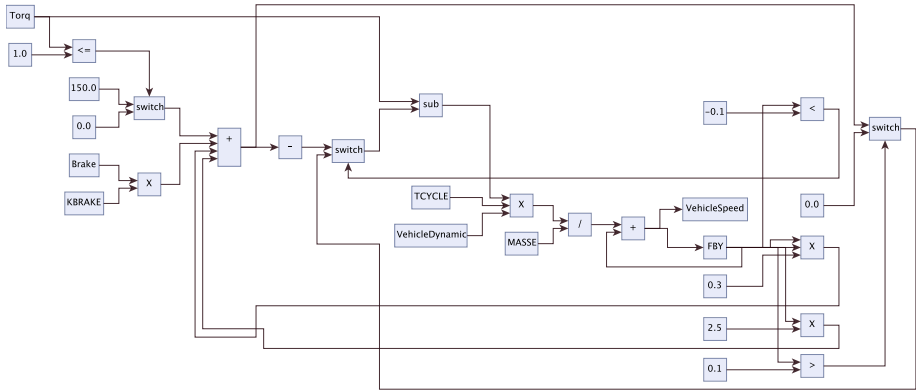 Torq
1.0
<=
150.0
switch
0.0
Brake
X
KBRAKE
+
-
switch
sub
TCYCLE
VehicleDynamic
X
MASSE
/
+
VehicleSpeed
FBY
-0.1
<
switch
0.0
X
0.3
X
2.5
0.1
>